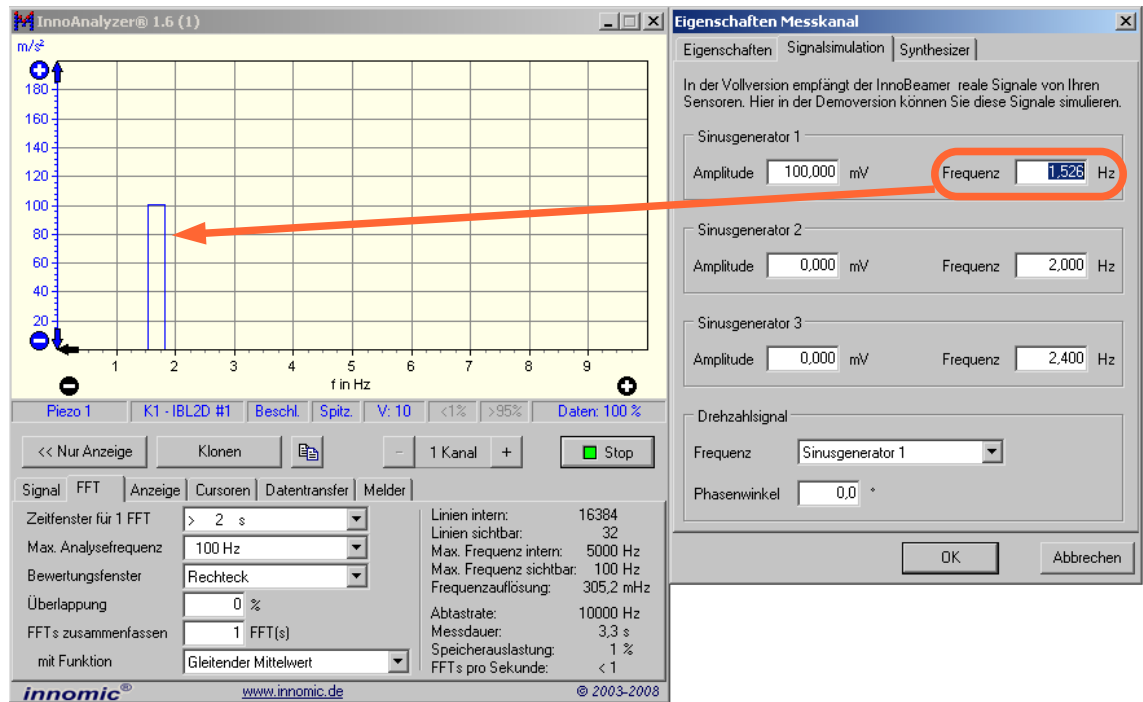 InnoAnalyzer® 1.6 (1)
m/s²
180
160
140
120
100
80
60
40
20
1 2 3 4 5 6 7 8 9
f in Hz
Piezo 1 K1 - IBL2D #1 Beschl. Spitz. V: 10 <1% >95% Daten: 100 %
<< Nur Anzeige Klonen − 1 Kanal + Stop
Signal FFT Anzeige Cursoren Datentransfer Melder
Zeitfenster für 1 FFT > 2 s
Max. Analysefrequenz 100 Hz
Bewertungsfenster Rechteck
Überlappung 0 %
FFTs zusammenfassen 1 FFT(s)
mit Funktion Gleitender Mittelwert
Linien intern: 16384
Linien sichtbar: 32
Max. Frequenz intern: 5000 Hz
Max. Frequenz sichtbar: 100 Hz
Frequenzauflösung: 305,2 mHz
Abtastrate: 10000 Hz
Messdauer: 3,3 s
Speicherauslastung: 1 %
FFTs pro Sekunde: < 1
innomic® www.innomic.de © 2003-2008
Eigenschaften Messkanal
Eigenschaften Signalsimulation Synthesizer
In der Vollversion empfängt der InnoBeamer reale Signale von Ihren
Sensoren. Hier in der Demoversion können Sie diese Signale simulieren.
Sinusgenerator 1
Amplitude 100,000 mV Frequenz 1,526 Hz
Sinusgenerator 2
Amplitude 0,000 mV Frequenz 2,000 Hz
Sinusgenerator 3
Amplitude 0,000 mV Frequenz 2,400 Hz
Drehzahlsignal
Frequenz Sinusgenerator 1
Phasenwinkel 0,0 °
OK Abbrechen